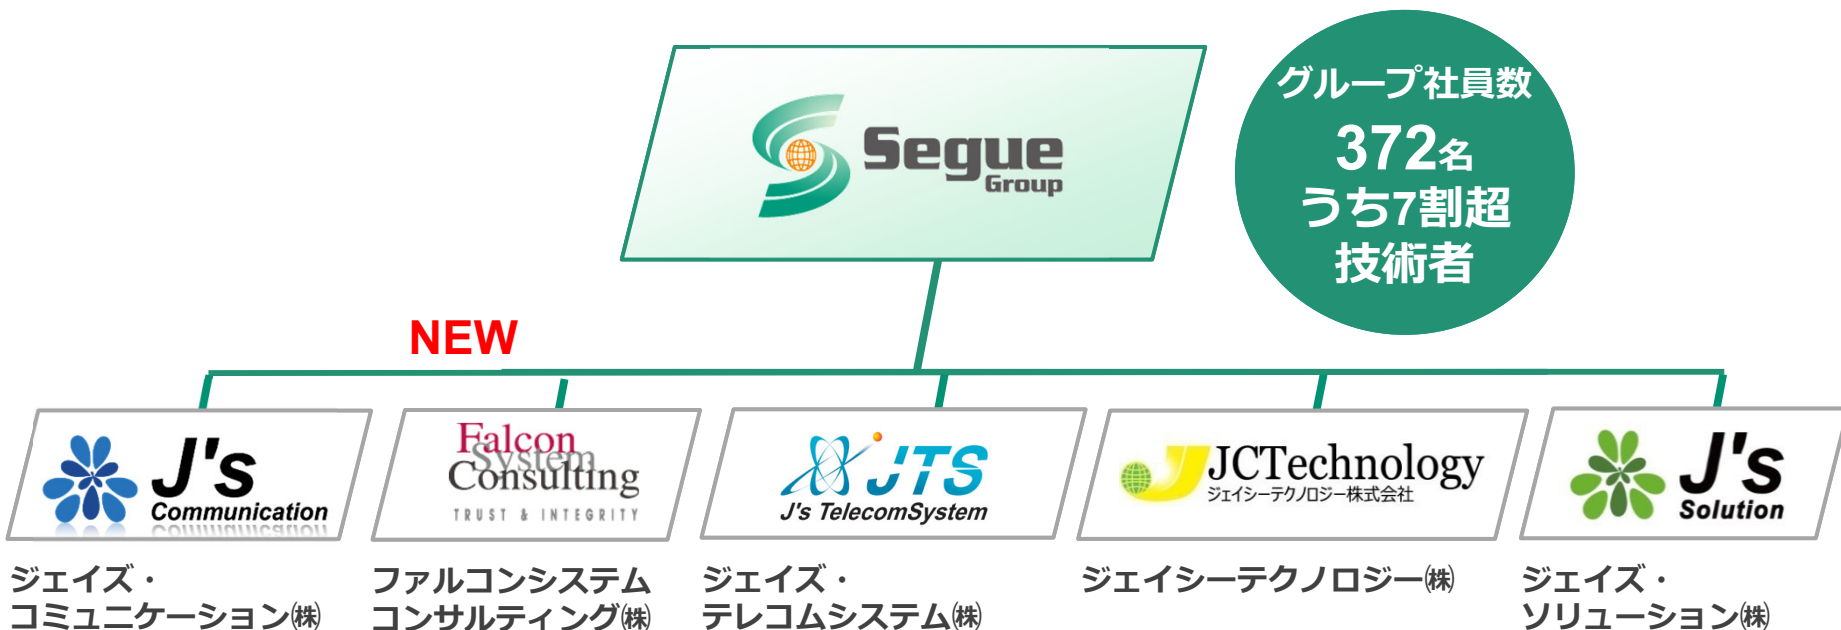 Segue
Group
グループ社員数
372名
うち7割超
技術者
NEW
J's
Communication
Falcon
System
Consulting
TRUST & INTEGRITY
JTS
J's TelecomSystem
J
JCTechnology
ジェイシーテクノロジー株式会社
J's
Solution
ジェイズ・
コミュニケーション㈱
ファルコンシステム
コンサルティング㈱
ジェイズ・
テレコムシステム㈱
ジェイシーテクノロジー㈱
ジェイズ・
ソリューション㈱